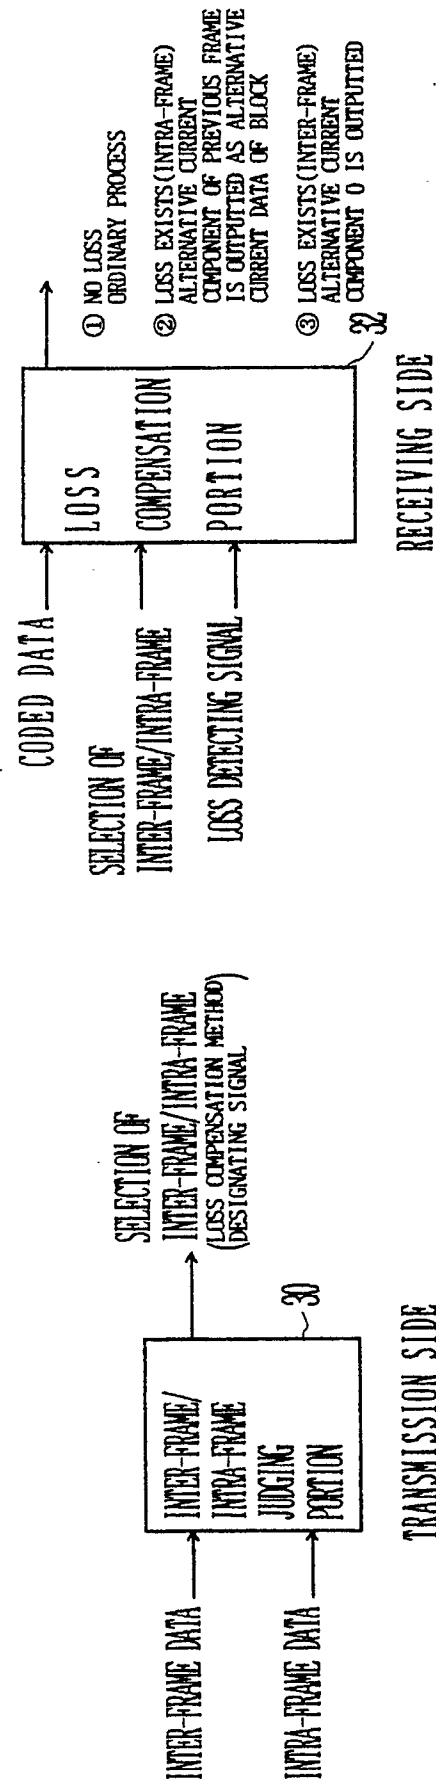 INTER-FRAME DATA
INTRA-FRAME DATA
INTER-FRAME/
INTRA-FRAME
JUDGING
PORTION
30
SELECTION OF
INTER-FRAME/INTRA-FRAME
(LOSS COMPENSATION METHOD)
(DESIGNATING SIGNAL)
TRANSMISSION SIDE
CODED DATA
SELECTION OF
INTER-FRAME/INTRA-FRAME
LOSS DETECTING SIGNAL
LOSS
COMPENSATION
PORTION
32
① NO LOSS
ORDINARY PROCESS
② LOSS EXISTS(INTRA-FRAME)
ALTERNATIVE CURRENT
COMPONENT OF PREVIOUS FRAME
IS OUTPUTTED AS ALTERNATIVE
CURRENT DATA OF BLOCK
③ LOSS EXISTS(INTER-FRAME)
ALTERNATIVE CURRENT
COMPONENT 0 IS OUTPUTTED
RECEIVING SIDE